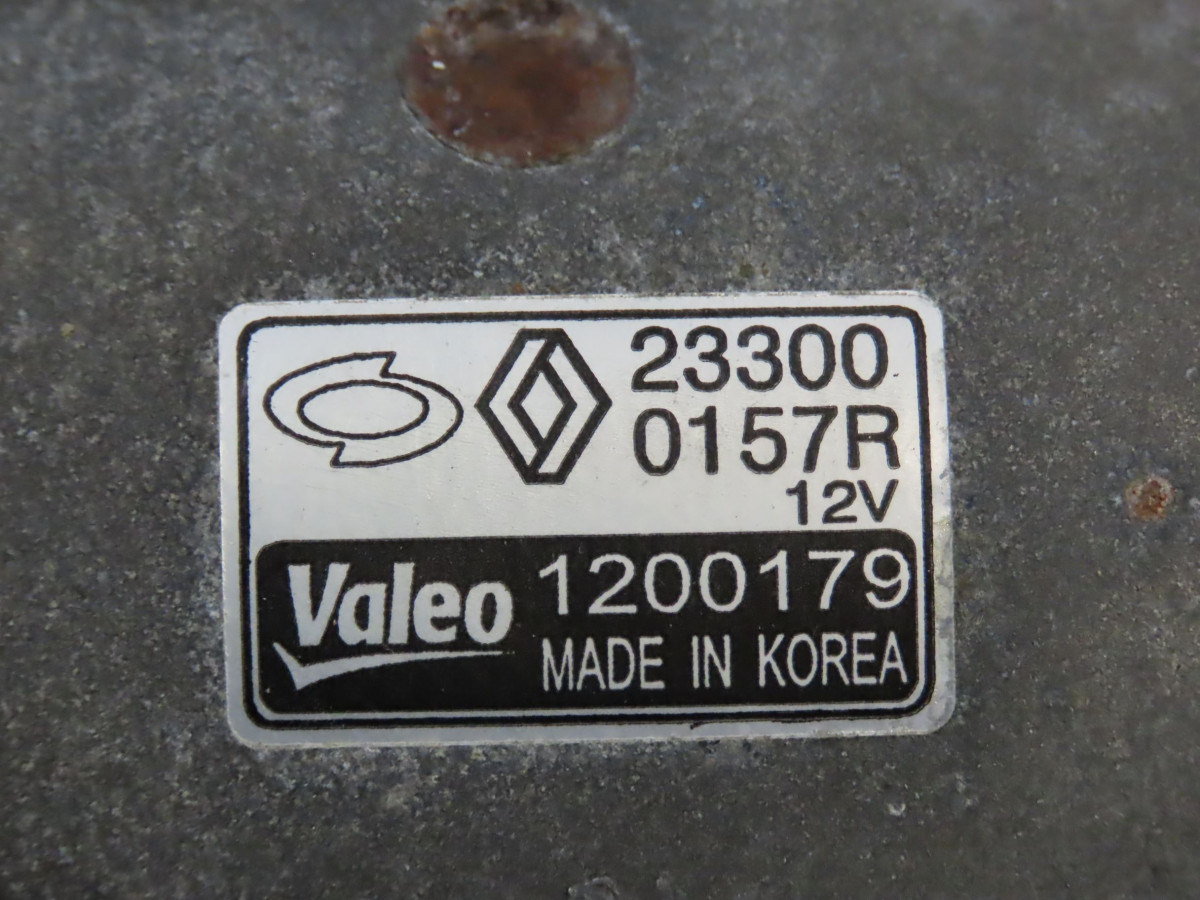 23300
0157R
12V
Valeo 1200179
MADE IN KOREA